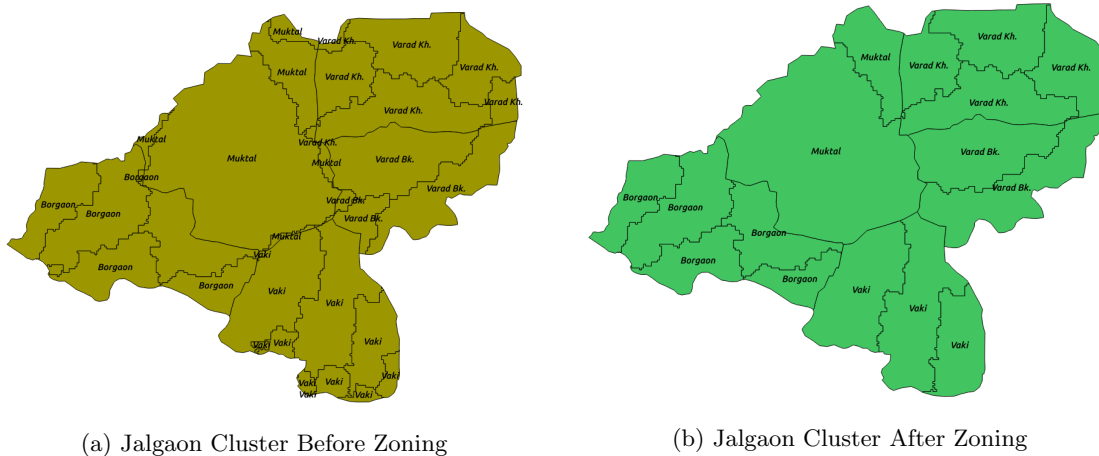 Muktal
Varad Kh.
Varad Kh.
Muktal
Varad Kh.
Varad Kh.
Varad Kh.
Varad Kh.
Muktal
Varad Kh.
Muktal
Muktal
Varad Bk.
Borgaon
Varad Bk.
Borgaon
Varad Bk.
Borgaon
Varad Bk.
Muktal
Vaki
Borgaon
Borgaon
Vaki
Vaki
Vaki
Vaki
Vaki
Vaki
Vaki
Vaki
Vaki
Vaki
(a) Jalgaon Cluster Before Zoning
Varad Kh.
Muktal
Varad Kh.
Varad Kh.
Varad Kh.
Varad Bk.
Muktal
Varad Bk.
Borgaon
Borgaon
Borgaon
Borgaon
Borgaon
Vaki
Vaki
Vaki
(b) Jalgaon Cluster After Zoning